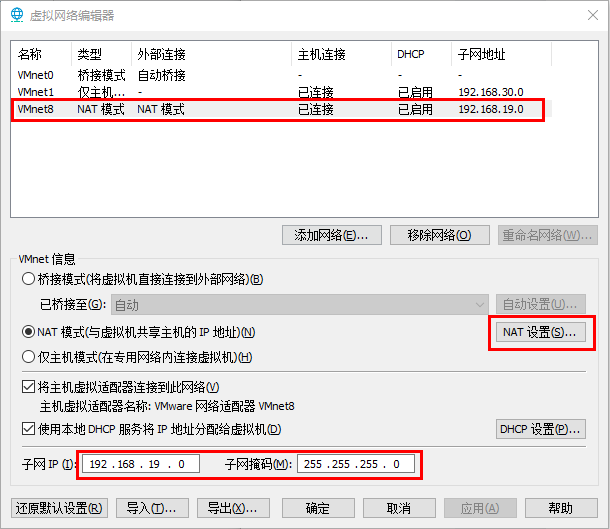 虚拟网络编辑器
名称 类型 外部连接 主机连接 DHCP 子网地址
VMnet0 桥接模式 自动桥接 - - -
VMnet1 仅主机... - 已连接 已启用 192.168.30.0
VMnet8 NAT 模式 NAT 模式 已连接 已启用 192.168.19.0
添加网络(E)... 移除网络(O) 重命名网络(W)...
VMnet 信息
桥接模式(将虚拟机直接连接到外部网络)(B)
已桥接至(G): 自动 自动设置(U)...
NAT 模式(与虚拟机共享主机的 IP 地址)(N) NAT 设置(S)...
仅主机模式(在专用网络内连接虚拟机)(H)
将主机虚拟适配器连接到此网络(V)
主机虚拟适配器名称: VMware 网络适配器 VMnet8
使用本地 DHCP 服务将 IP 地址分配给虚拟机(D) DHCP 设置(P)...
子网 IP (I): 192 . 168 . 19 . 0 子网掩码(M): 255 . 255 . 255 . 0
还原默认设置(R) 导入(T)... 导出(X)... 确定 取消 应用(A) 帮助